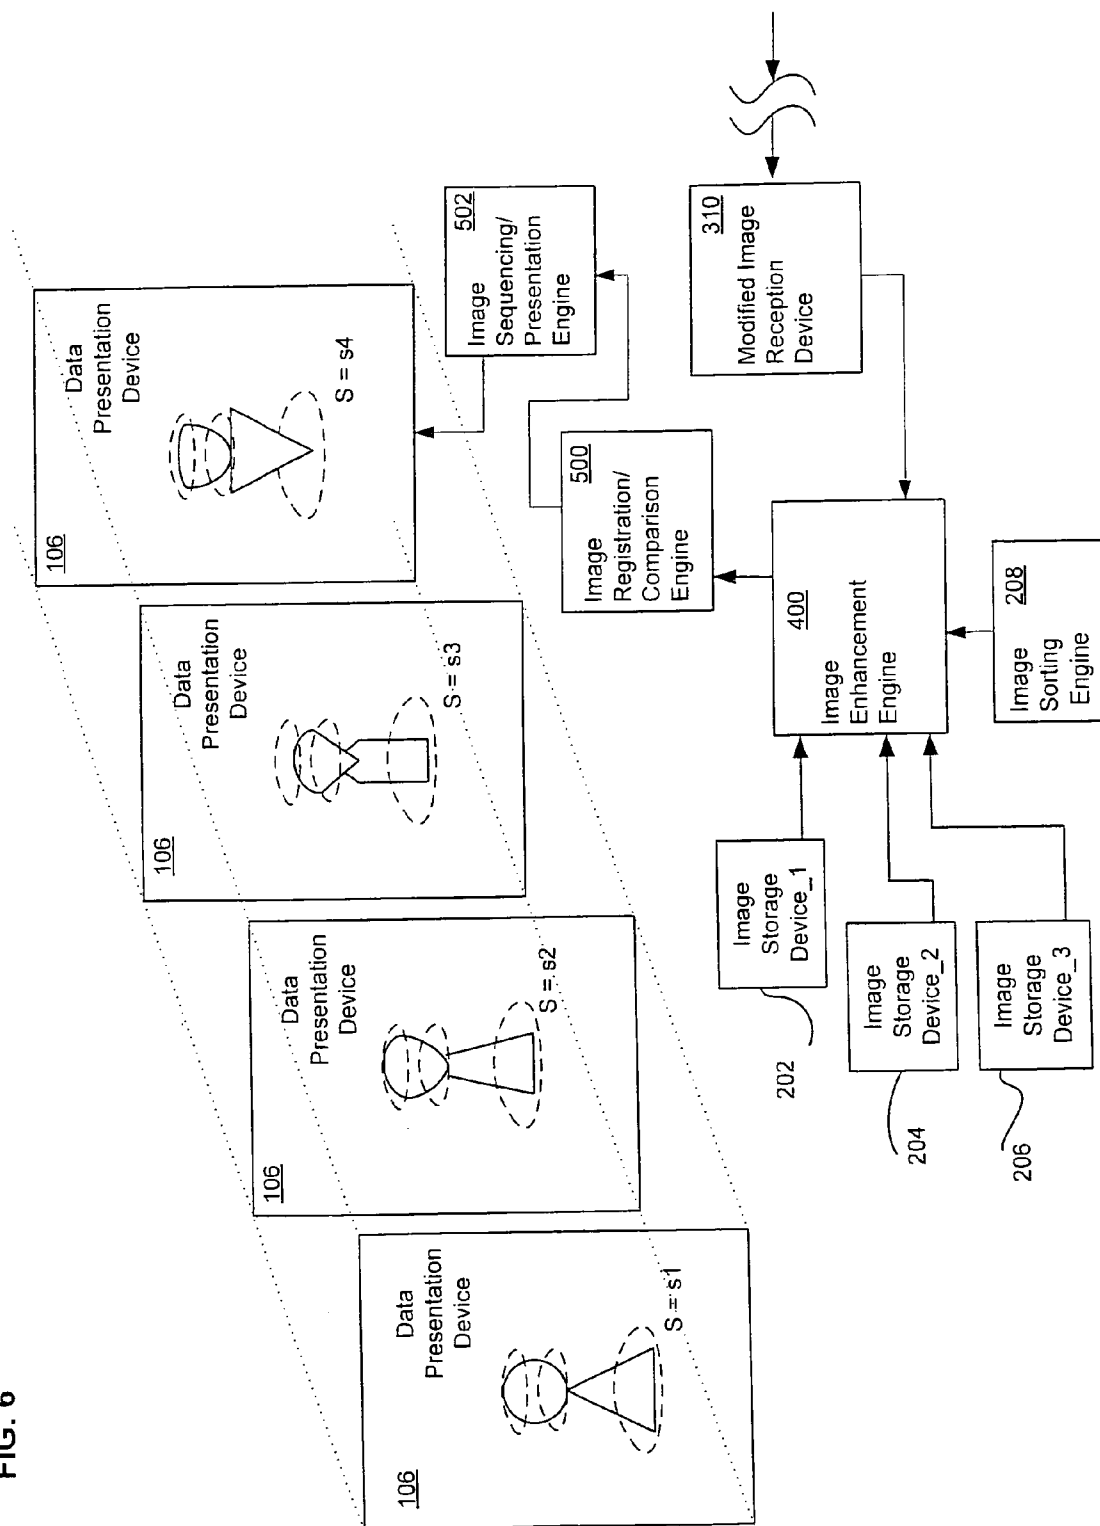 FIG. 6
106
Data
Presentation
Device
S = s1
106
Data
Presentation
Device
S = s2
106
Data
Presentation
Device
S = s3
106
Data
Presentation
Device
S = s4
502
Image
Sequencing/
Presentation
Engine
500
Image
Registration/
Comparison
Engine
310
Modified Image
Reception
Device
400
Image
Enhancement
Engine
208
Image
Sorting
Engine
Image
Storage
Device_1
202
Image
Storage
Device_2
204
Image
Storage
Device_3
206